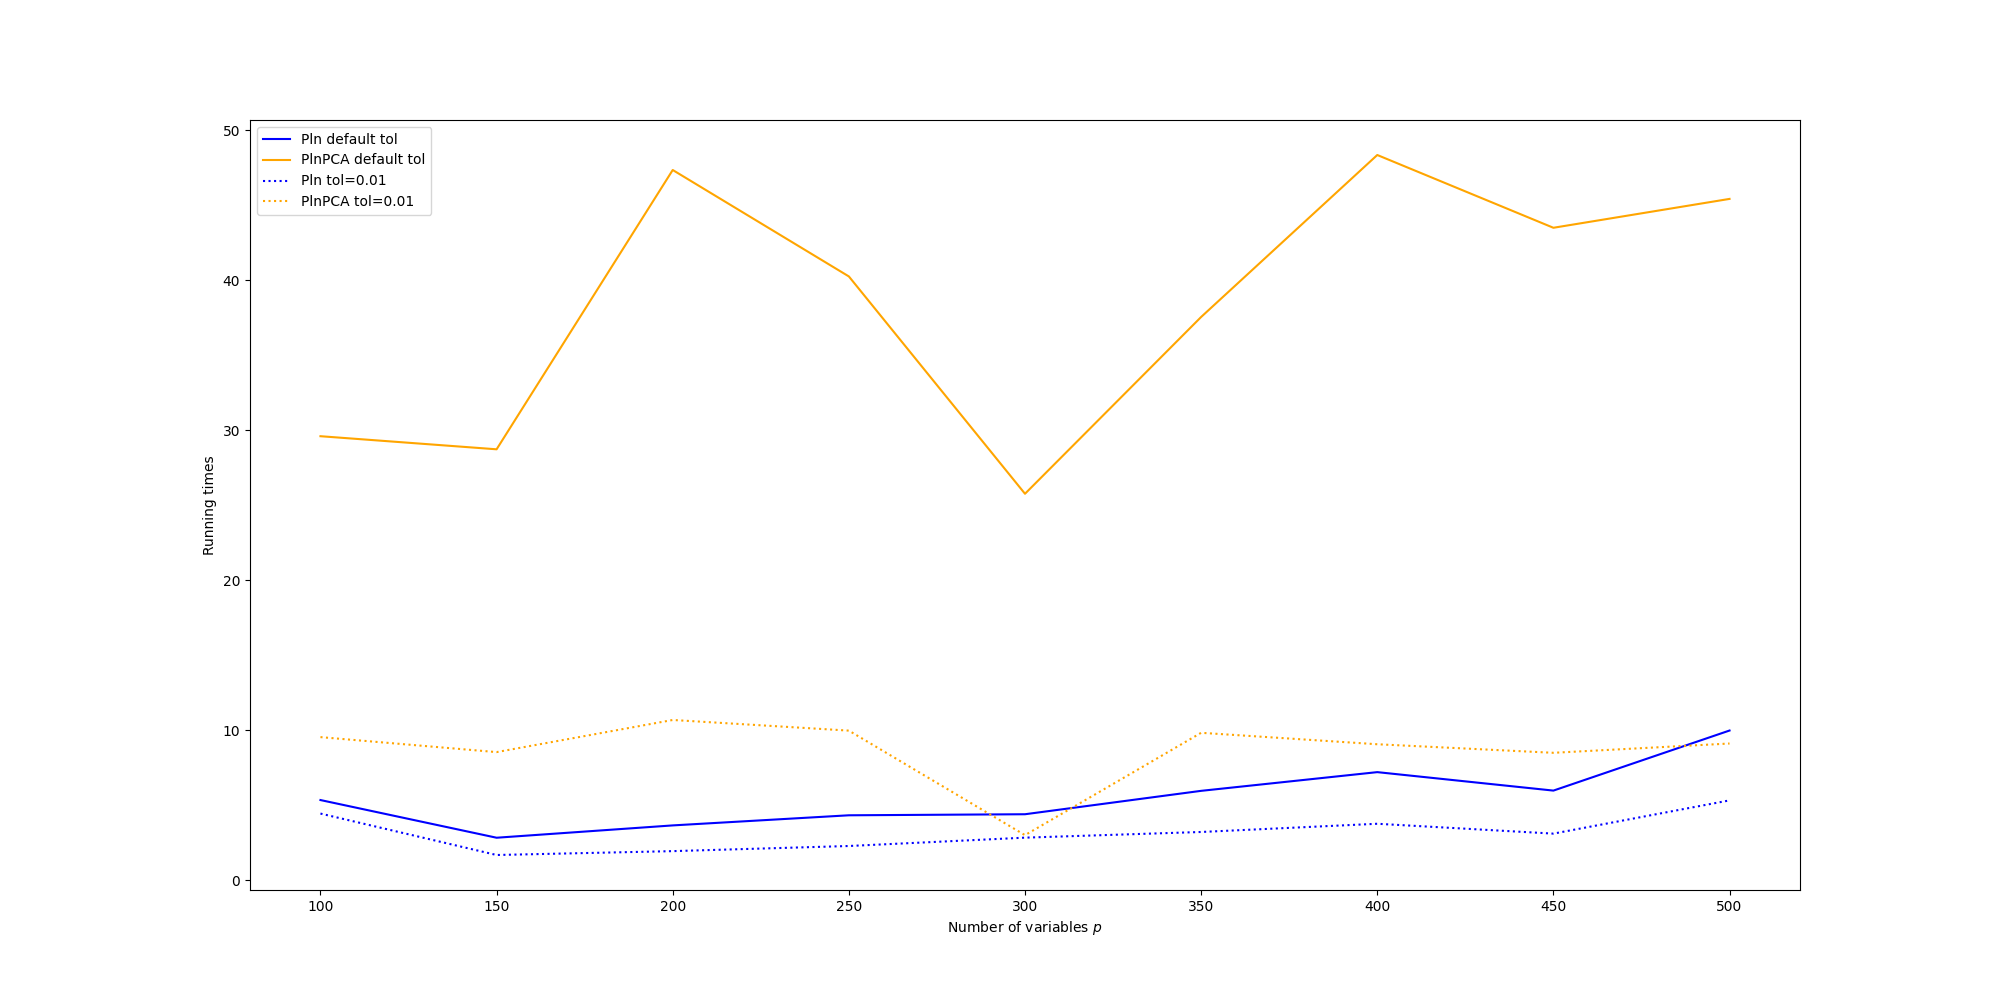 Pln default tol
PlnPCA default tol
Pln tol=0.01
PlnPCA tol=0.01
50
40
30
20
10
0
Running times
100 150 200 250 300 350 400 450 500
Number of variables p